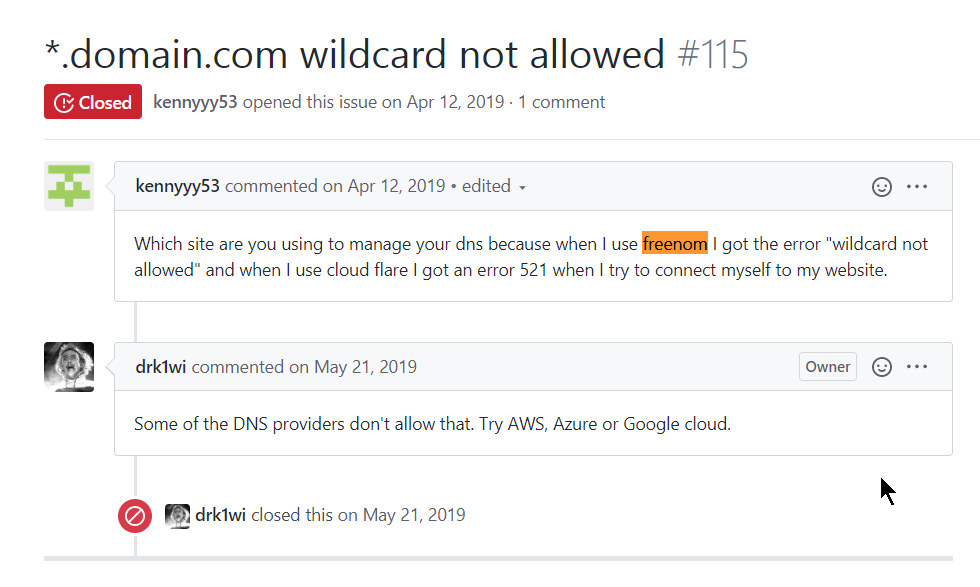 *.domain.com wildcard not allowed #115
Closed kennyyy53 opened this issue on Apr 12, 2019 · 1 comment
kennyyy53 commented on Apr 12, 2019 • edited
Which site are you using to manage your dns because when I use freenom I got the error "wildcard not
allowed" and when I use cloud flare I got an error 521 when I try to connect myself to my website.
drk1wi commented on May 21, 2019 Owner
Some of the DNS providers don't allow that. Try AWS, Azure or Google cloud.
drk1wi closed this on May 21, 2019